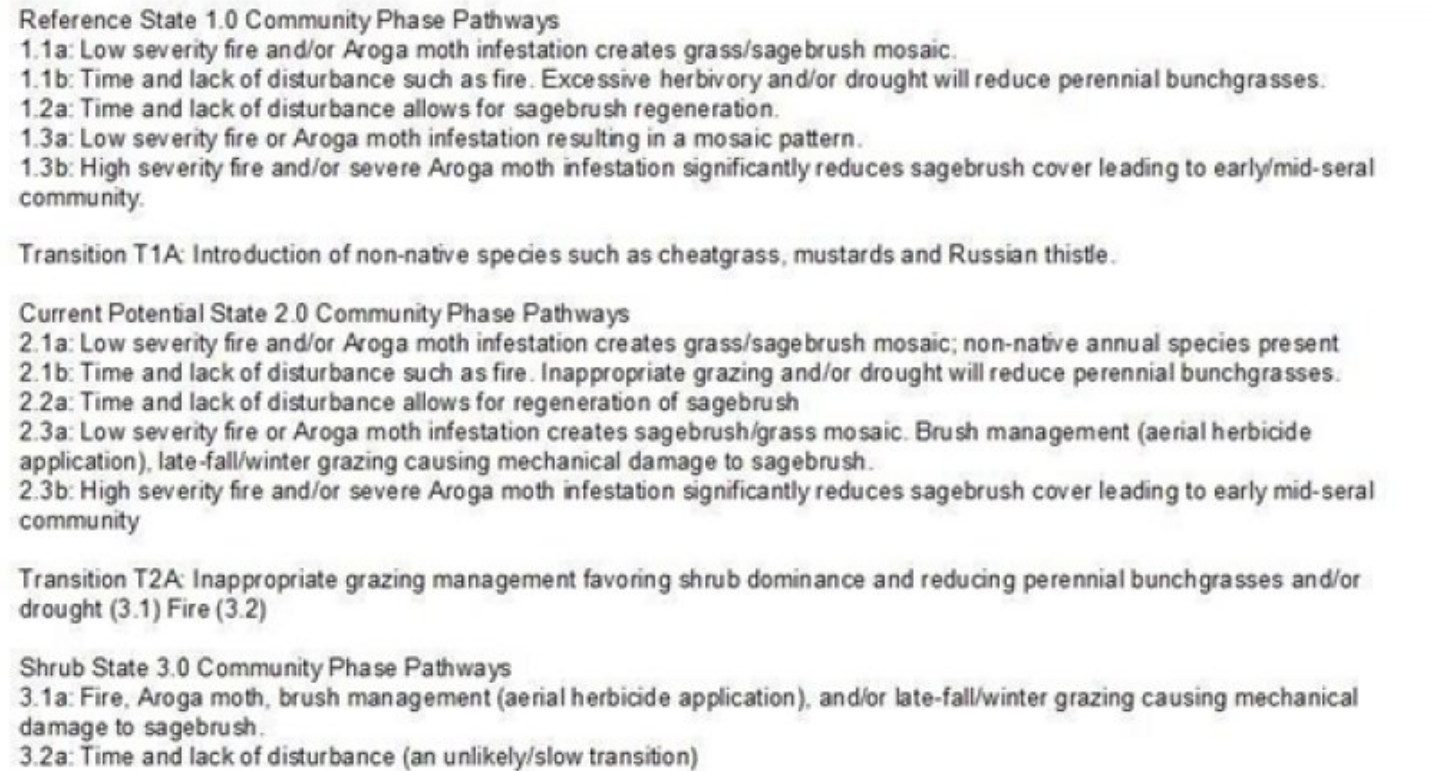 Reference State 1.0 Community Phase Pathways
1.1a: Low severity fire and/or Aroga moth infestation creates grass/sagebrush mosaic.
1.1b: Time and lack of disturbance such as fire. Excessive herbivory and/or drought will reduce perennial bunchgrasses.
1.2a: Time and lack of disturbance allows for sagebrush regeneration.
1.3a: Low severity fire or Aroga moth infestation resulting in a mosaic pattern.
1.3b: High severity fire and/or severe Aroga moth infestation significantly reduces sagebrush cover leading to early/mid-seral
community.
Transition T1A: Introduction of non-native species such as cheatgrass, mustards and Russian thistle.
Current Potential State 2.0 Community Phase Pathways
2.1a: Low severity fire and/or Aroga moth infestation creates grass/sagebrush mosaic; non-native annual species present
2.1b: Time and lack of disturbance such as fire. Inappropriate grazing and/or drought will reduce perennial bunchgrasses.
2.2a: Time and lack of disturbance allows for regeneration of sagebrush
2.3a: Low severity fire or Aroga moth infestation creates sagebrush/grass mosaic. Brush management (aerial herbicide
application), late-fall/winter grazing causing mechanical damage to sagebrush.
2.3b: High severity fire and/or severe Aroga moth infestation significantly reduces sagebrush cover leading to early mid-seral
community
Transition T2A: Inappropriate grazing management favoring shrub dominance and reducing perennial bunchgrasses and/or
drought (3.1) Fire (3.2)
Shrub State 3.0 Community Phase Pathways
3.1a: Fire, Aroga moth, brush management (aerial herbicide application), and/or late-fall/winter grazing causing mechanical
damage to sagebrush.
3.2a: Time and lack of disturbance (an unlikely/slow transition)